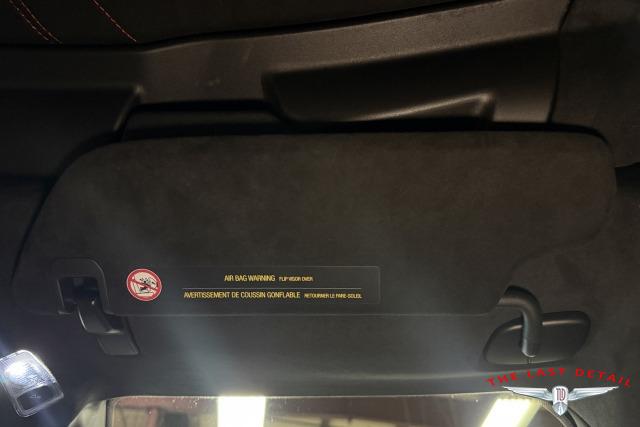 AIR BAG WARNING FLIP VISOR OVER
AVERTISSEMENT DE COUSSIN GONFLABLE RETOURNER LE PARE-SOLEIL
THE LAST DETAIL